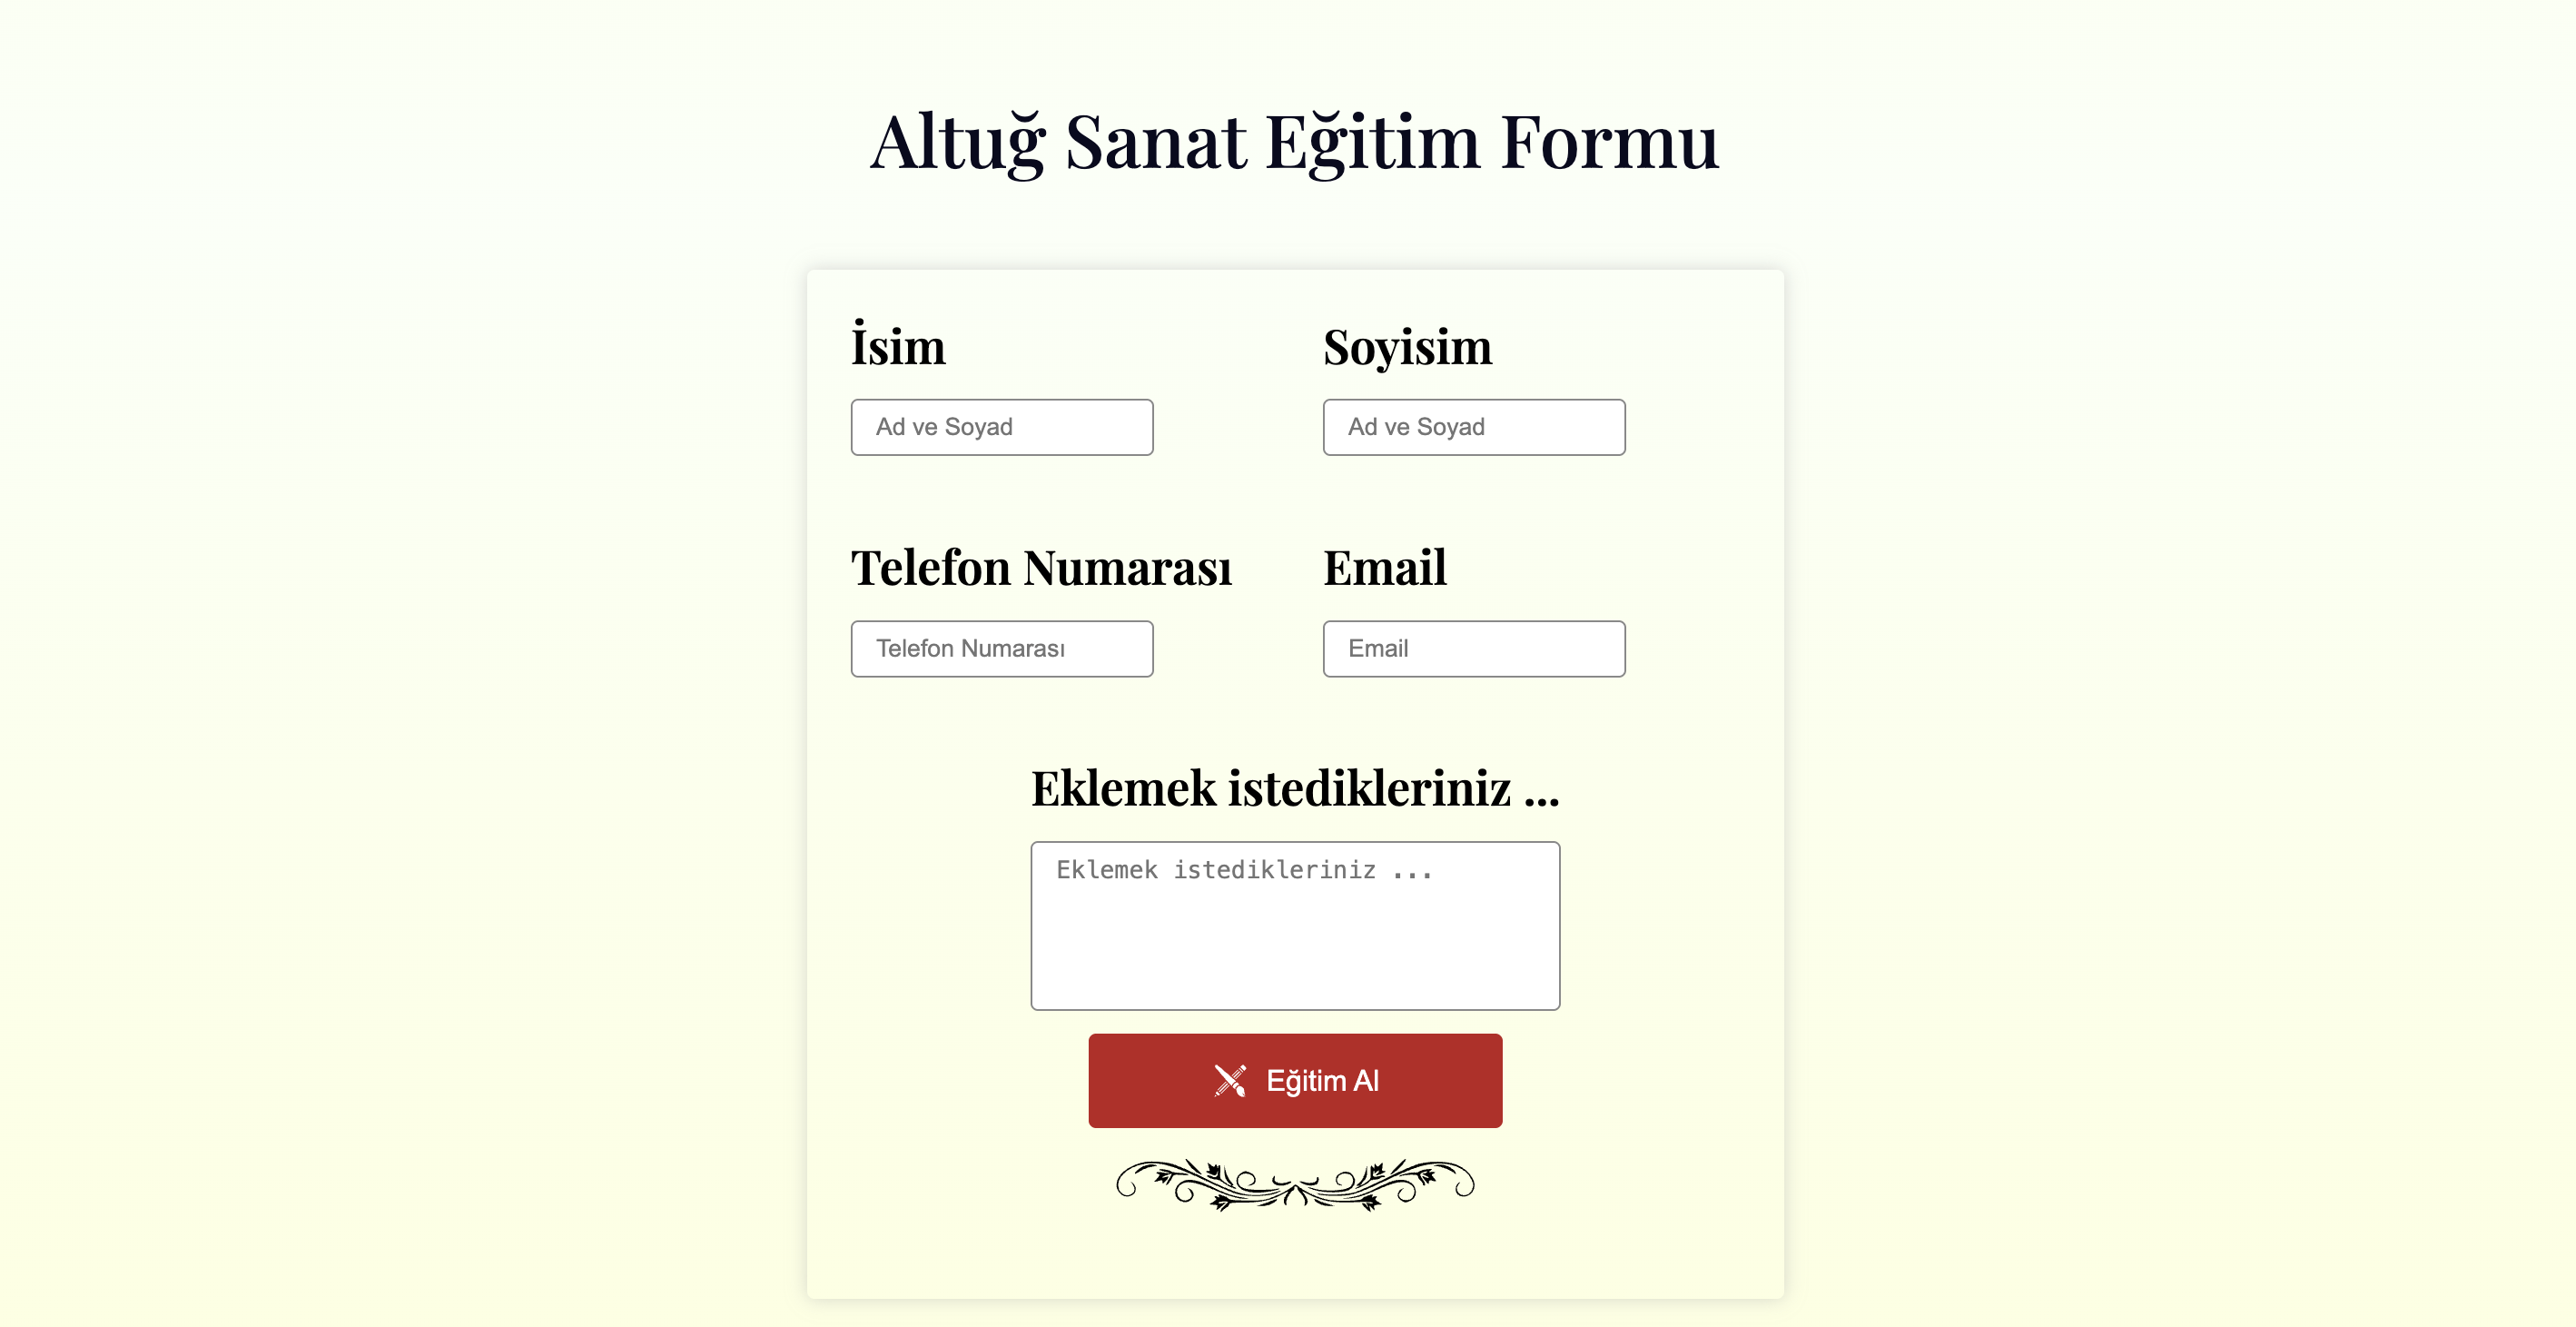 Altuğ Sanat Eğitim Formu
İsim
Soyisim
Ad ve Soyad
Ad ve Soyad
Telefon Numarası
Email
Telefon Numarası
Email
Eklemek istedikleriniz ...
Eklemek istedikleriniz ...
Eğitim Al